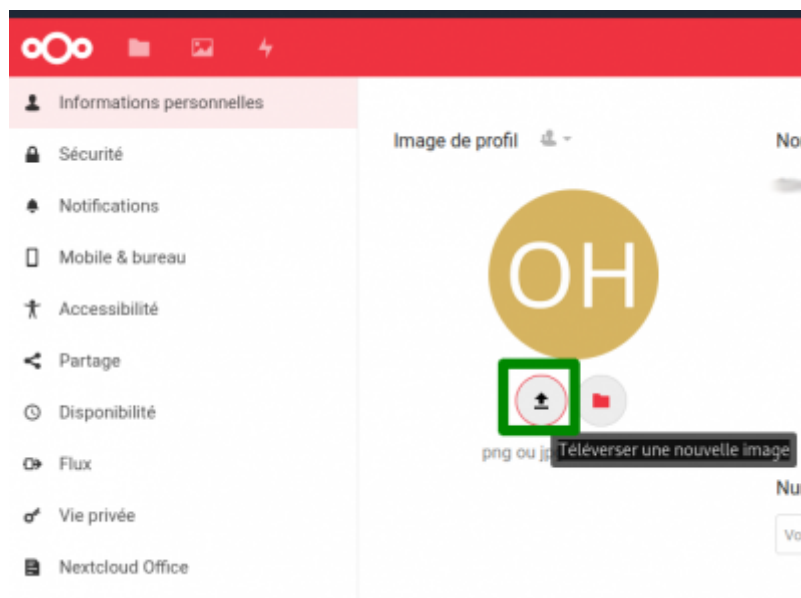 Informations personnelles
Sécurité
Notifications
Mobile & bureau
Accessibilité
Partage
Disponibilité
Flux
Vie privée
Nextcloud Office
Image de profil
OH
png ou jp
Téléverser une nouvelle image